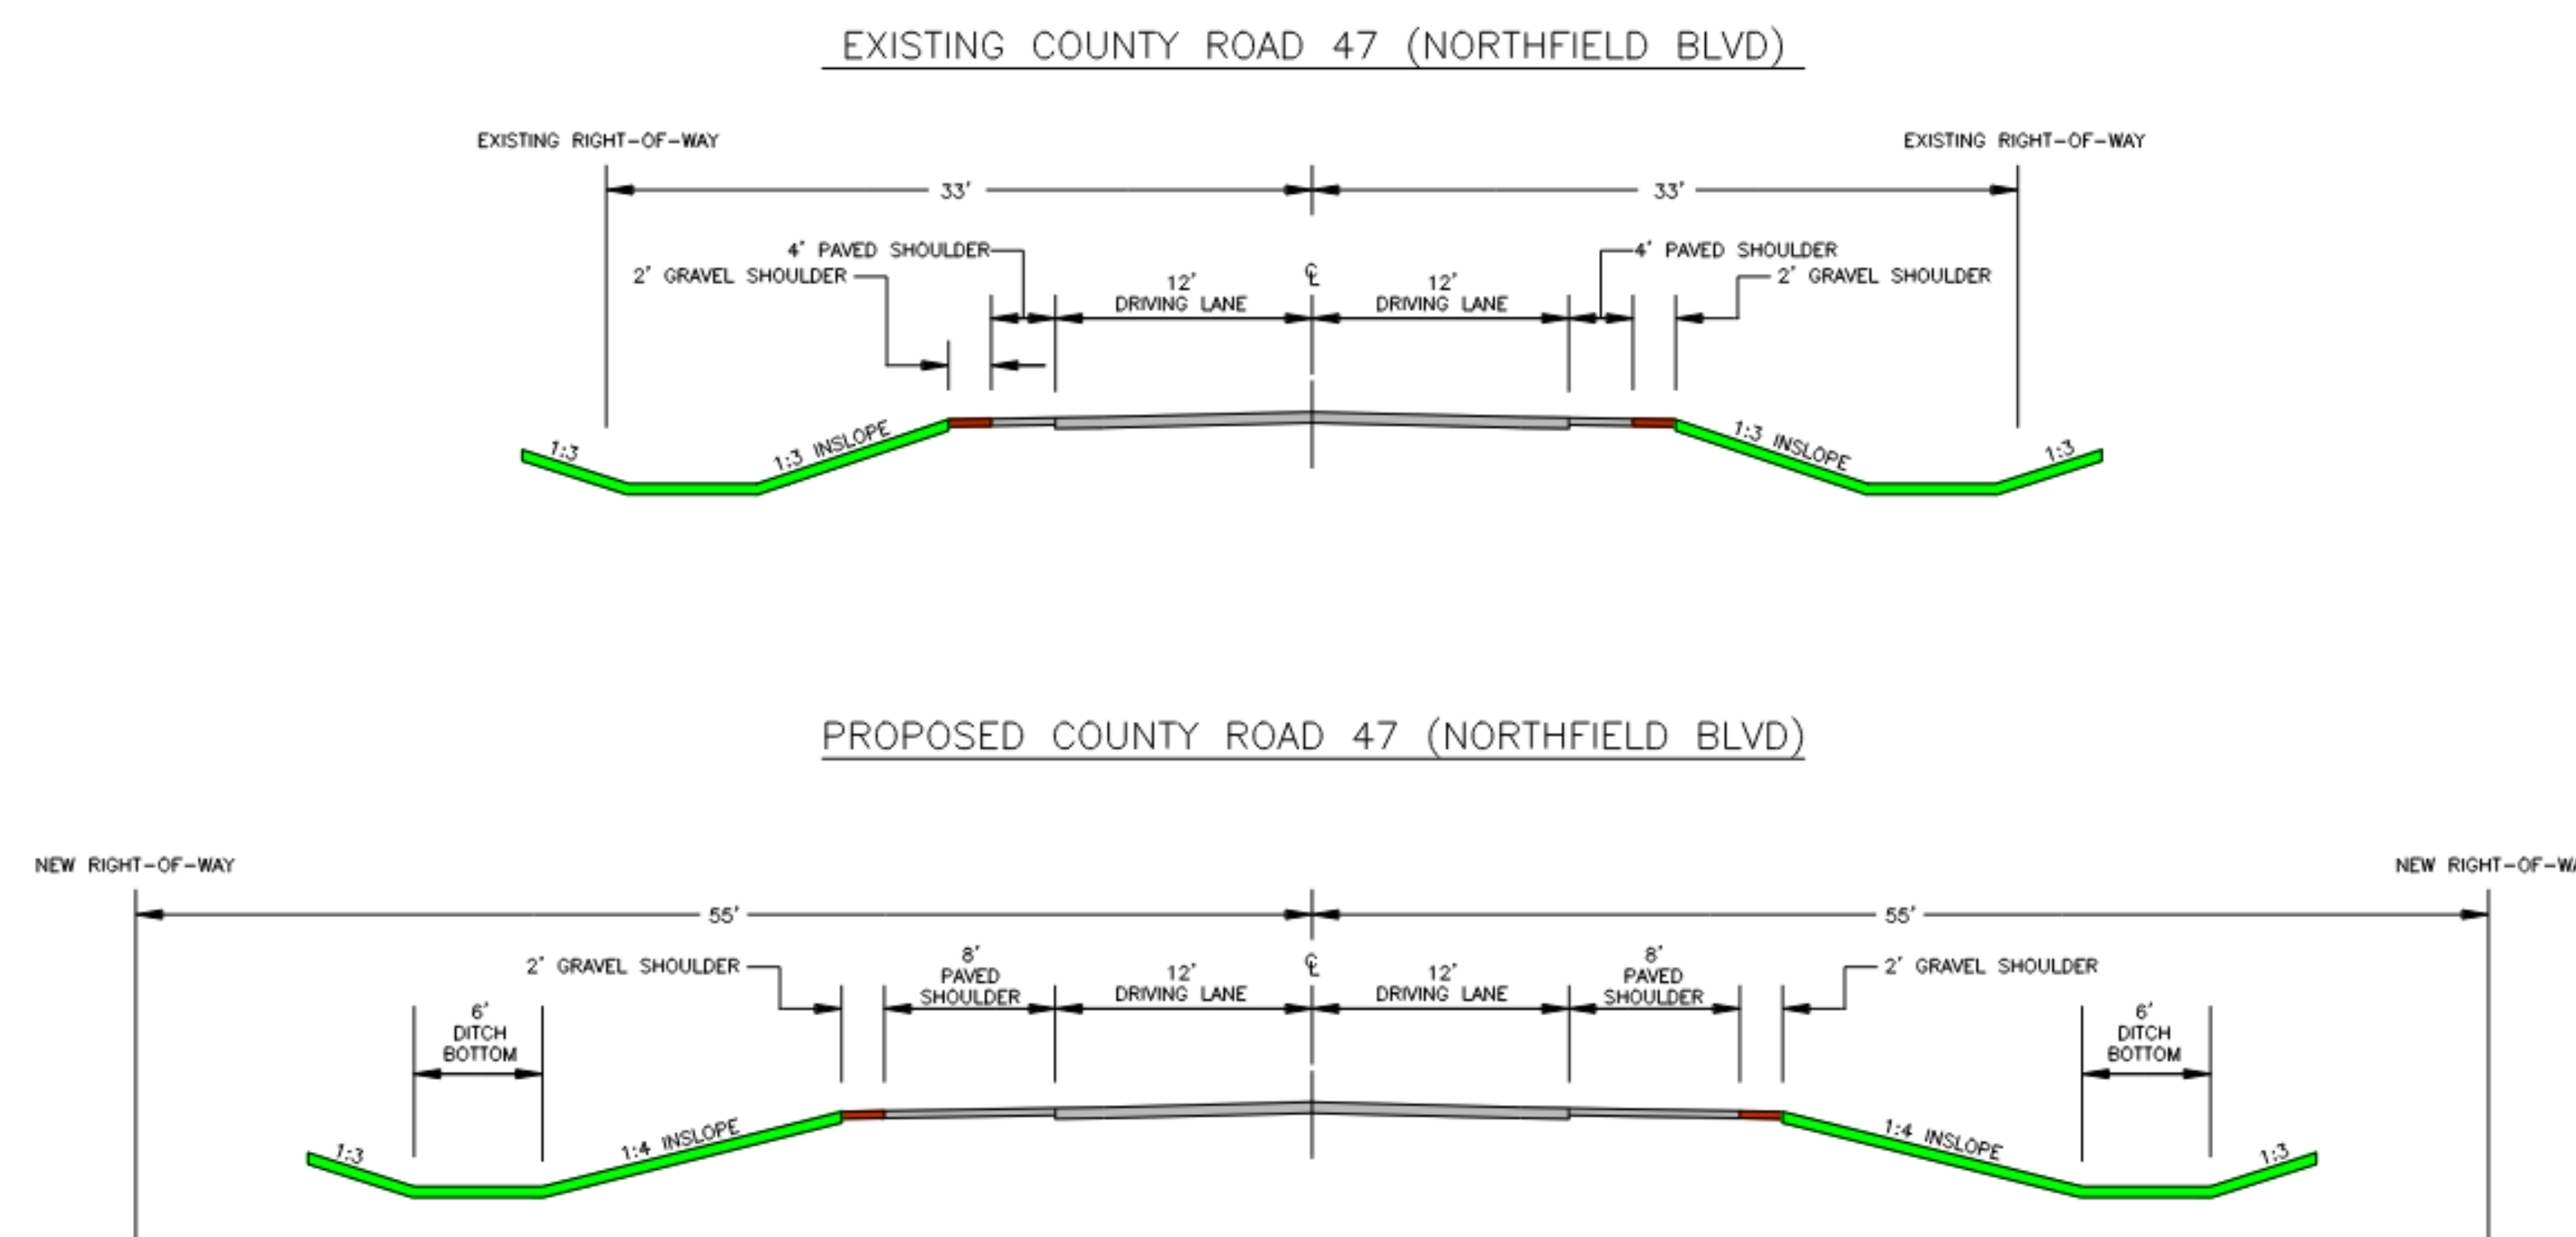 EXISTING COUNTY ROAD 47 (NORTHFIELD BLVD)
EXISTING RIGHT-OF-WAY
EXISTING RIGHT-OF-WAY
33'
33'
4' PAVED SHOULDER
4' PAVED SHOULDER
2' GRAVEL SHOULDER
12'
DRIVING LANE
℄
12'
DRIVING LANE
2' GRAVEL SHOULDER
1:3
1:3 INSLOPE
1:3 INSLOPE
1:3
PROPOSED COUNTY ROAD 47 (NORTHFIELD BLVD)
NEW RIGHT-OF-WAY
NEW RIGHT-OF-WA
55'
55'
2' GRAVEL SHOULDER
8'
PAVED
SHOULDER
12'
DRIVING LANE
℄
12'
DRIVING LANE
8'
PAVED
SHOULDER
2' GRAVEL SHOULDER
6'
DITCH
BOTTOM
6'
DITCH
BOTTOM
1:3
1:4 INSLOPE
1:4 INSLOPE
1:3